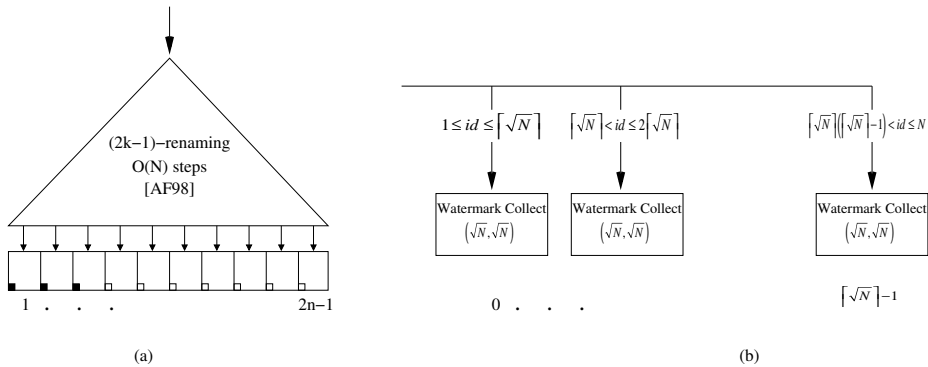 (2k−1)−renaming
O(N) steps
[AF98]
1 . . . 2n−1
(a)
1 ≤ id ≤ ⌈√N⌉
⌈√N⌉ < id ≤ 2⌈√N⌉
⌈√N⌉(⌈√N⌉−1) < id ≤ N
Watermark Collect
(√N, √N)
Watermark Collect
(√N, √N)
Watermark Collect
(√N, √N)
0 . . . ⌈√N⌉−1
(b)